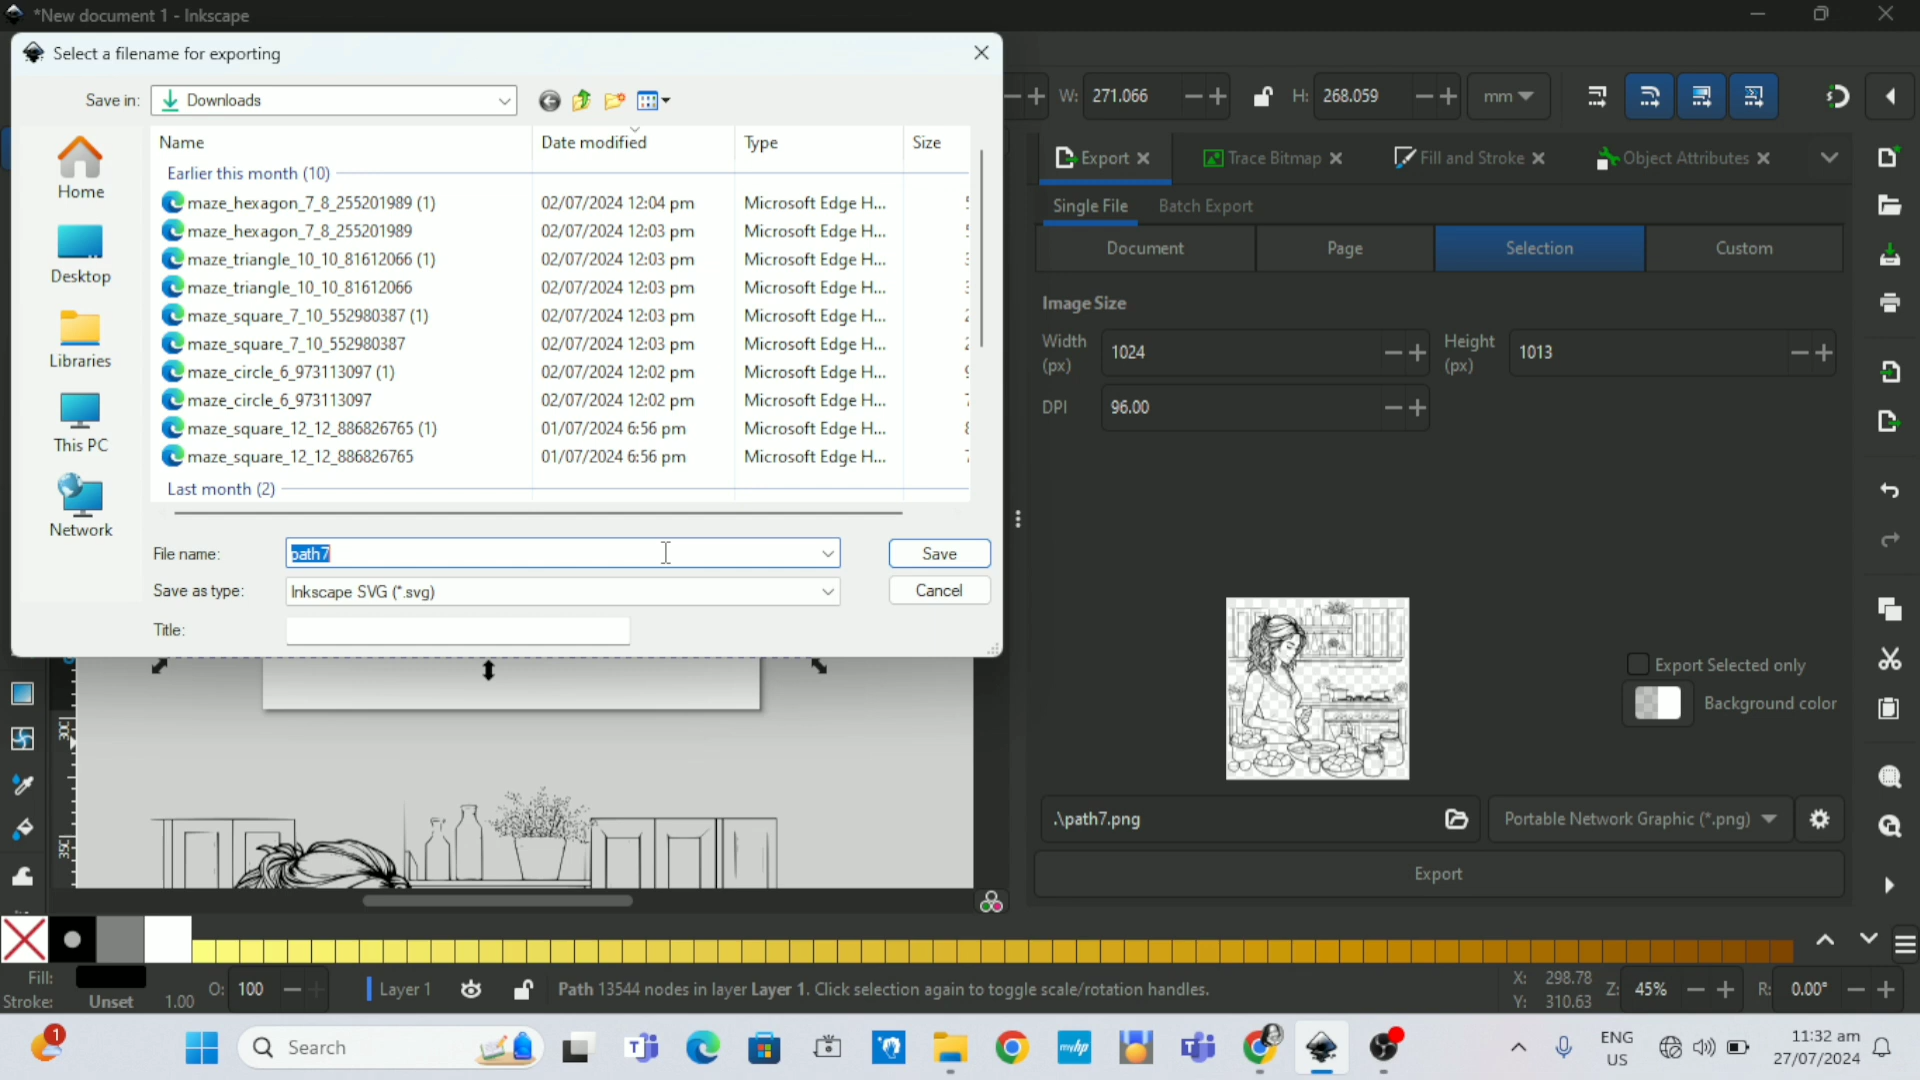 *New document 1 - Inkscape
Select a filename for exporting
Save in: Downloads
Name Date modified Type Size
Earlier this month (10)
maze_hexagon_7_8_255201989 (1) 02/07/2024 12:04 pm Microsoft Edge H...
maze_hexagon_7_8_255201989 02/07/2024 12:03 pm Microsoft Edge H...
maze_triangle_10_10_81612066 (1) 02/07/2024 12:03 pm Microsoft Edge H...
maze_triangle_10_10_81612066 02/07/2024 12:03 pm Microsoft Edge H...
maze_square_7_10_552980387 (1) 02/07/2024 12:03 pm Microsoft Edge H...
maze_square_7_10_552980387 02/07/2024 12:03 pm Microsoft Edge H...
maze_circle_6_973113097 (1) 02/07/2024 12:02 pm Microsoft Edge H...
maze_circle_6_973113097 02/07/2024 12:02 pm Microsoft Edge H...
maze_square_12_12_886826765 (1) 01/07/2024 6:56 pm Microsoft Edge H...
maze_square_12_12_886826765 01/07/2024 6:56 pm Microsoft Edge H...
Last month (2)
Home
Desktop
Libraries
This PC
Network
File name: path7 Save
Save as type: Inkscape SVG (*.svg) Cancel
Title:
W: 271.066 H: 268.059 mm
Export Trace Bitmap Fill and Stroke Object Attributes
Single File Batch Export
Document Page Selection Custom
Image Size
Width (px) 1024 Height (px) 1013
DPI 96.00
Export Selected only
Background color
.\path7.png Portable Network Graphic (*.png)
Export
300
350
Fill:
Stroke: Unset 1.00 O: 100 Layer 1 Path 13544 nodes in layer Layer 1. Click selection again to toggle scale/rotation handles.
X: 298.78
Y: 310.63
Z: 45% R: 0.00°
1 Search myhp ENG
US
11:32 am
27/07/2024